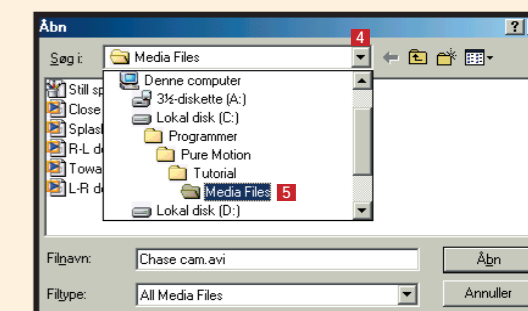 Åbn
?
4
Søg i:
Media Files
Still sp
Close
Splas
R-L d
Towa
L-R d
Denne computer
3½-diskette (A:)
Lokal disk (C:)
Programmer
Pure Motion
Tutorial
Media Files 5
Lokal disk (D:)
Filnavn:
Chase cam.avi
Åbn
Filtype:
All Media Files
Annuller